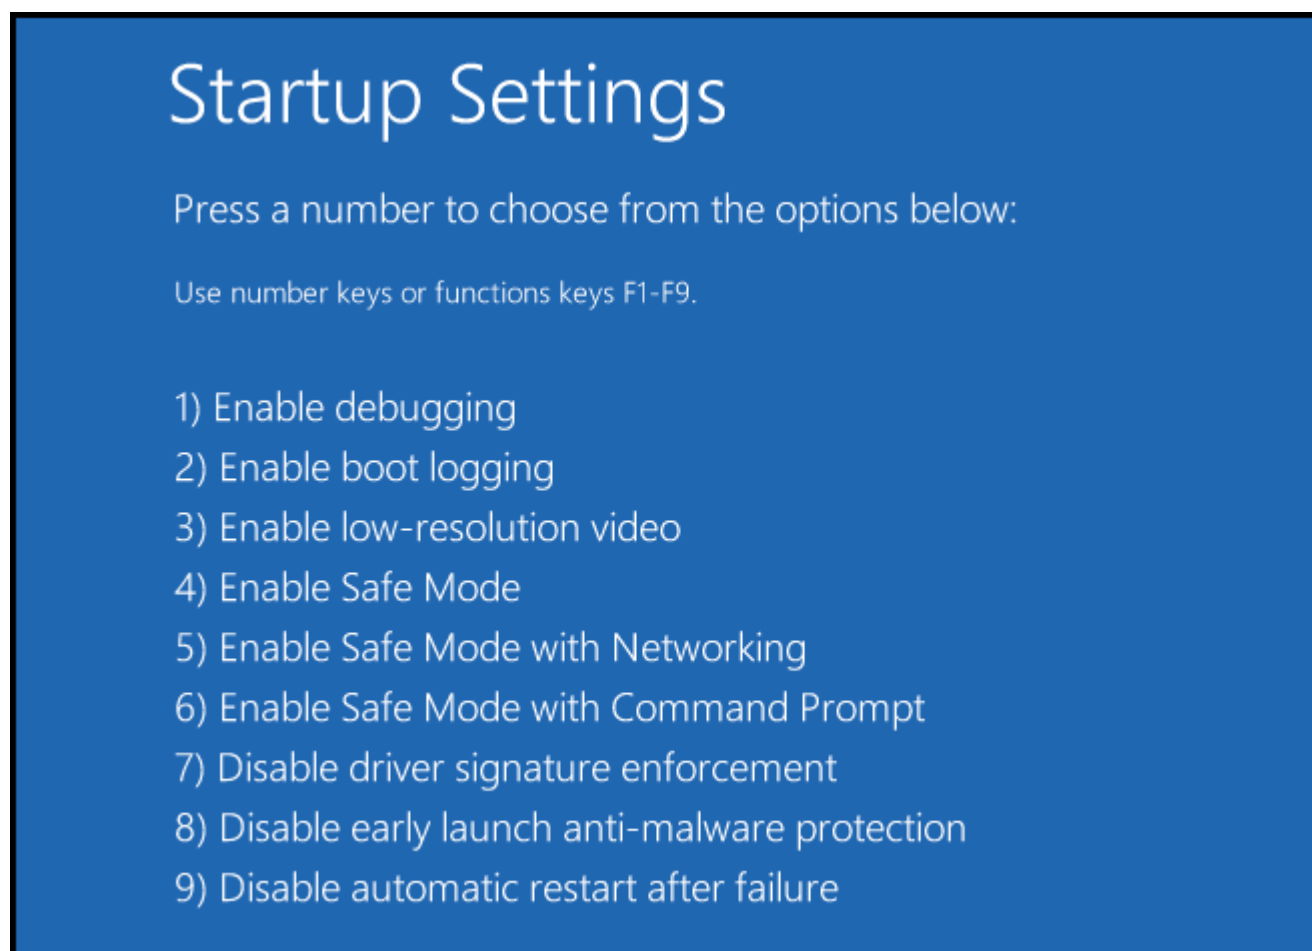 Startup Settings
Press a number to choose from the options below:
Use number keys or functions keys F1-F9.
1) Enable debugging
2) Enable boot logging
3) Enable low-resolution video
4) Enable Safe Mode
5) Enable Safe Mode with Networking
6) Enable Safe Mode with Command Prompt
7) Disable driver signature enforcement
8) Disable early launch anti-malware protection
9) Disable automatic restart after failure